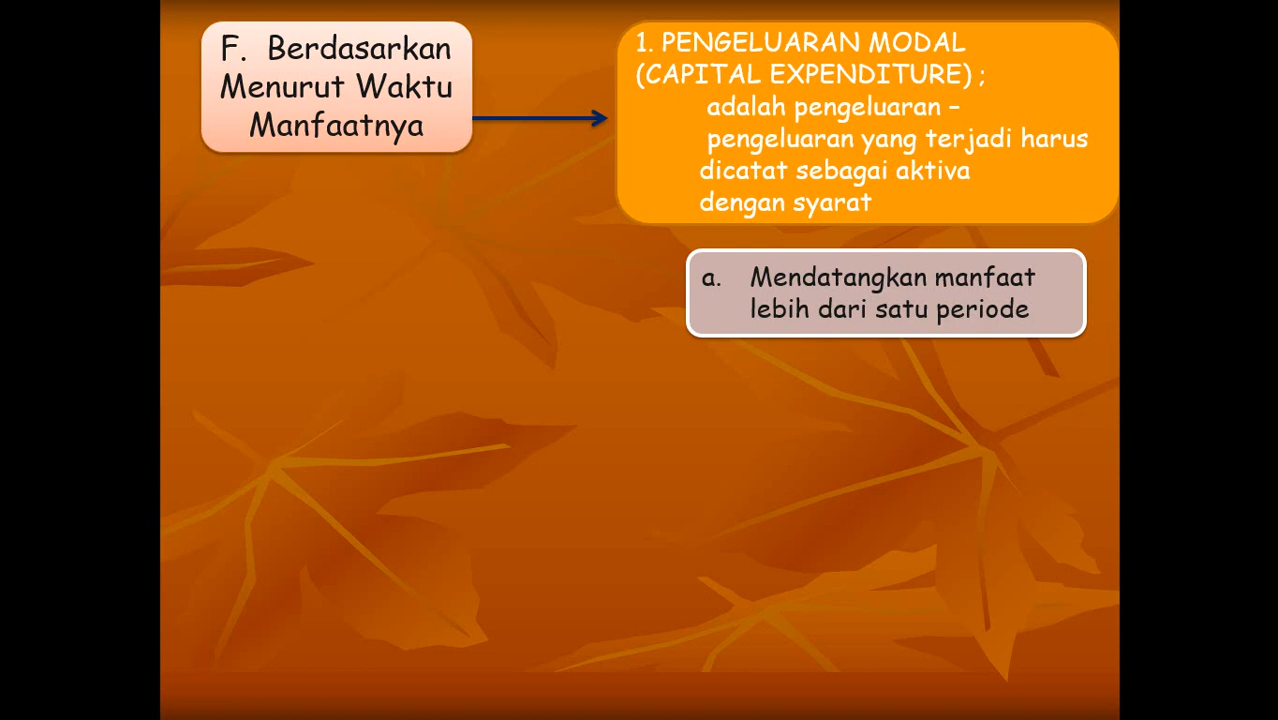 F. Berdasarkan
Menurut Waktu
Manfaatnya
1. PENGELUARAN MODAL
(CAPITAL EXPENDITURE) ;
adalah pengeluaran –
pengeluaran yang terjadi harus
dicatat sebagai aktiva
dengan syarat
a. Mendatangkan manfaat
lebih dari satu periode